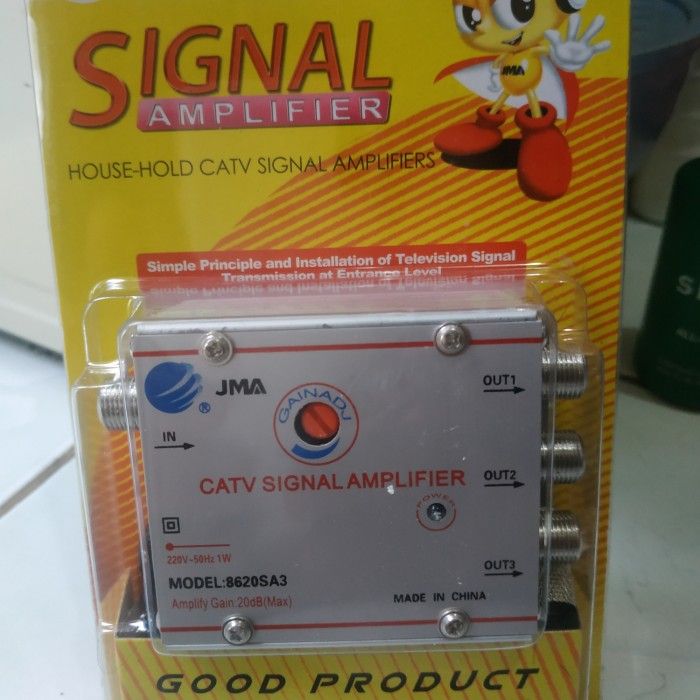 SIGNAL
AMPLIFIER
JMA
HOUSE-HOLD CATV SIGNAL AMPLIFIERS
Simple Principle and Installation of Television Signal
Transmission at Entrance Level
JMA
®
GAINADJ
OUT1
IN
CATV SIGNAL AMPLIFIER
OUT2
POWER
220V~50Hz 1W
OUT3
MODEL:8620SA3
Amplify Gain:20dB(Max)
MADE IN CHINA
GOOD PRODUCT